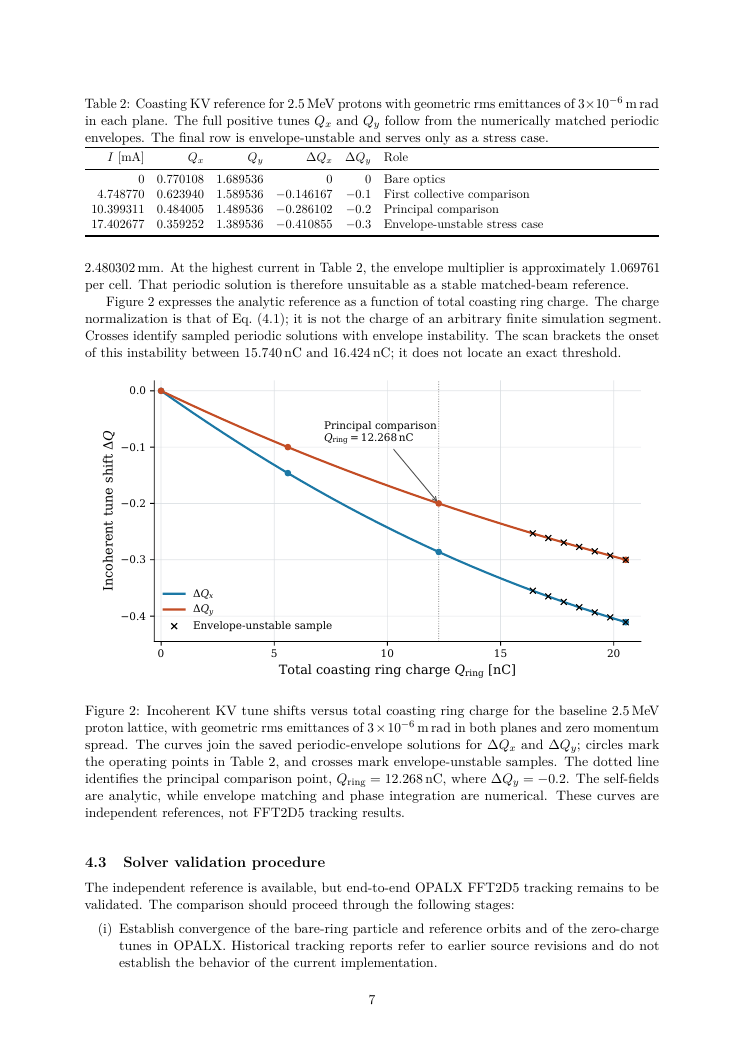 Table 2: Coasting KV reference for 2.5 MeV protons with geometric rms emittances of 3×10⁻⁶ m rad
in each plane. The full positive tunes Qx and Qy follow from the numerically matched periodic
envelopes. The final row is envelope-unstable and serves only as a stress case.
I [mA] Qx Qy ΔQx ΔQy Role
0 0.770108 1.689536 0 0 Bare optics
4.748770 0.623940 1.589536 −0.146167 −0.1 First collective comparison
10.399311 0.484005 1.489536 −0.286102 −0.2 Principal comparison
17.402677 0.359252 1.389536 −0.410855 −0.3 Envelope-unstable stress case
2.480302 mm. At the highest current in Table 2, the envelope multiplier is approximately 1.069761
per cell. That periodic solution is therefore unsuitable as a stable matched-beam reference.
Figure 2 expresses the analytic reference as a function of total coasting ring charge. The charge
normalization is that of Eq. (4.1); it is not the charge of an arbitrary finite simulation segment.
Crosses identify sampled periodic solutions with envelope instability. The scan brackets the onset
of this instability between 15.740 nC and 16.424 nC; it does not locate an exact threshold.
0.0
−0.1
−0.2
−0.3
−0.4
Incoherent tune shift ΔQ
Principal comparison
Qring = 12.268 nC
ΔQx
ΔQy
Envelope-unstable sample
0 5 10 15 20
Total coasting ring charge Qring [nC]
Figure 2: Incoherent KV tune shifts versus total coasting ring charge for the baseline 2.5 MeV
proton lattice, with geometric rms emittances of 3 × 10⁻⁶ m rad in both planes and zero momentum
spread. The curves join the saved periodic-envelope solutions for ΔQx and ΔQy; circles mark
the operating points in Table 2, and crosses mark envelope-unstable samples. The dotted line
identifies the principal comparison point, Qring = 12.268 nC, where ΔQy = −0.2. The self-fields
are analytic, while envelope matching and phase integration are numerical. These curves are
independent references, not FFT2D5 tracking results.
4.3 Solver validation procedure
The independent reference is available, but end-to-end OPALX FFT2D5 tracking remains to be
validated. The comparison should proceed through the following stages:
(i) Establish convergence of the bare-ring particle and reference orbits and of the zero-charge
tunes in OPALX. Historical tracking reports refer to earlier source revisions and do not
establish the behavior of the current implementation.
7